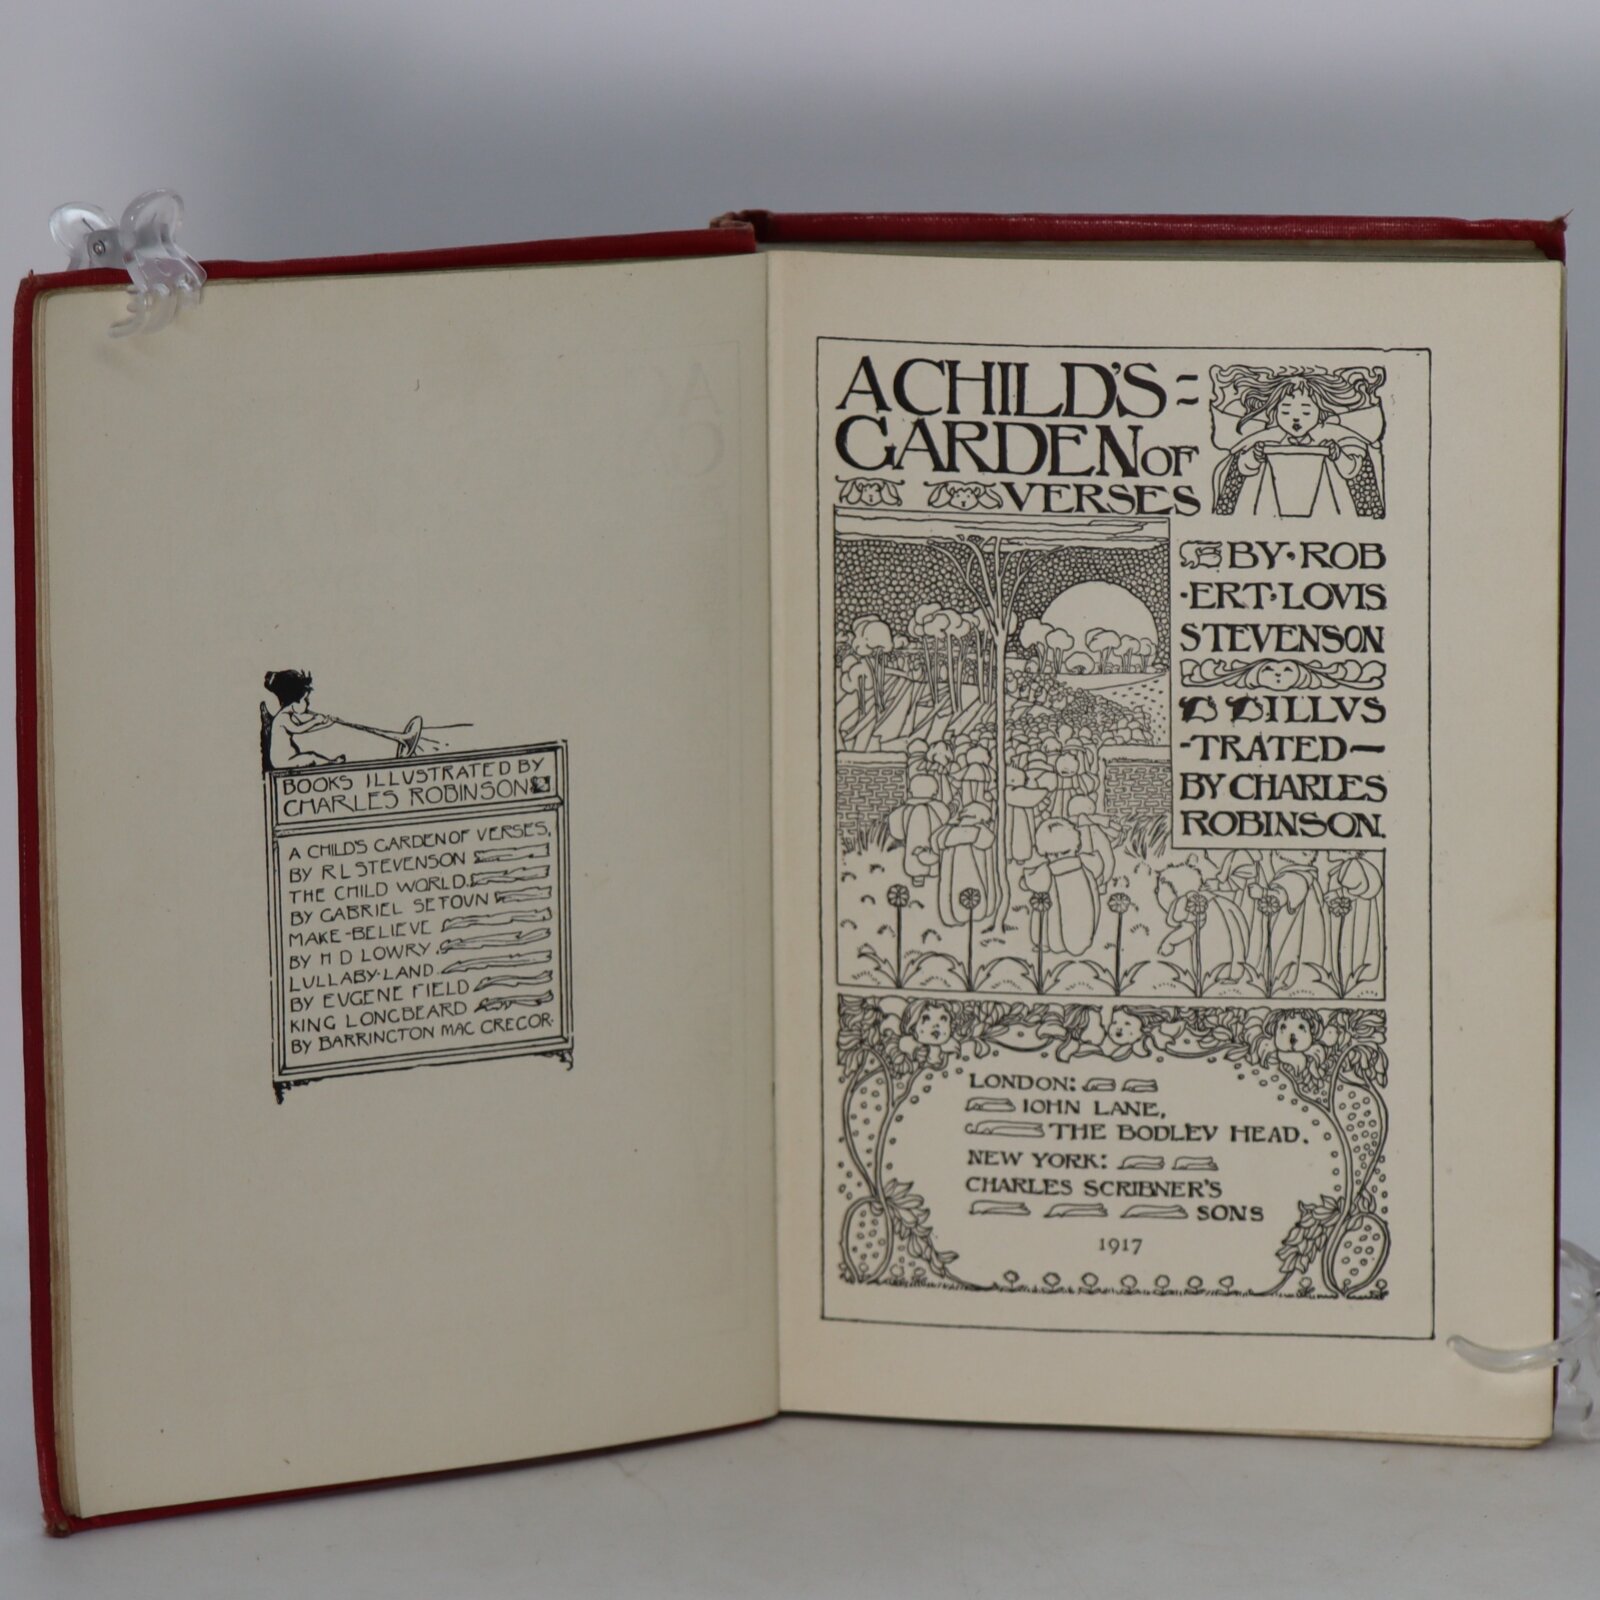 BOOKS ILLUSTRATED BY
CHARLES ROBINSON
A CHILD'S GARDEN OF VERSES,
BY R L STEVENSON
THE CHILD WORLD.
BY GABRIEL SETOUN
MAKE-BELIEVE
BY H D LOWRY.
LULLABY-LAND
BY EUGENE FIELD
KING LONGBEARD
BY BARRINGTON MAC GREGOR.
A CHILD'S=
GARDEN OF
VERSES
BY·ROB
·ERT·LOVIS
STEVENSON
ILLVS
-TRATED—
BY CHARLES
ROBINSON.
LONDON:
IOHN LANE,
THE BODLEY HEAD.
NEW YORK:
CHARLES SCRIBNER'S
SONS
1917